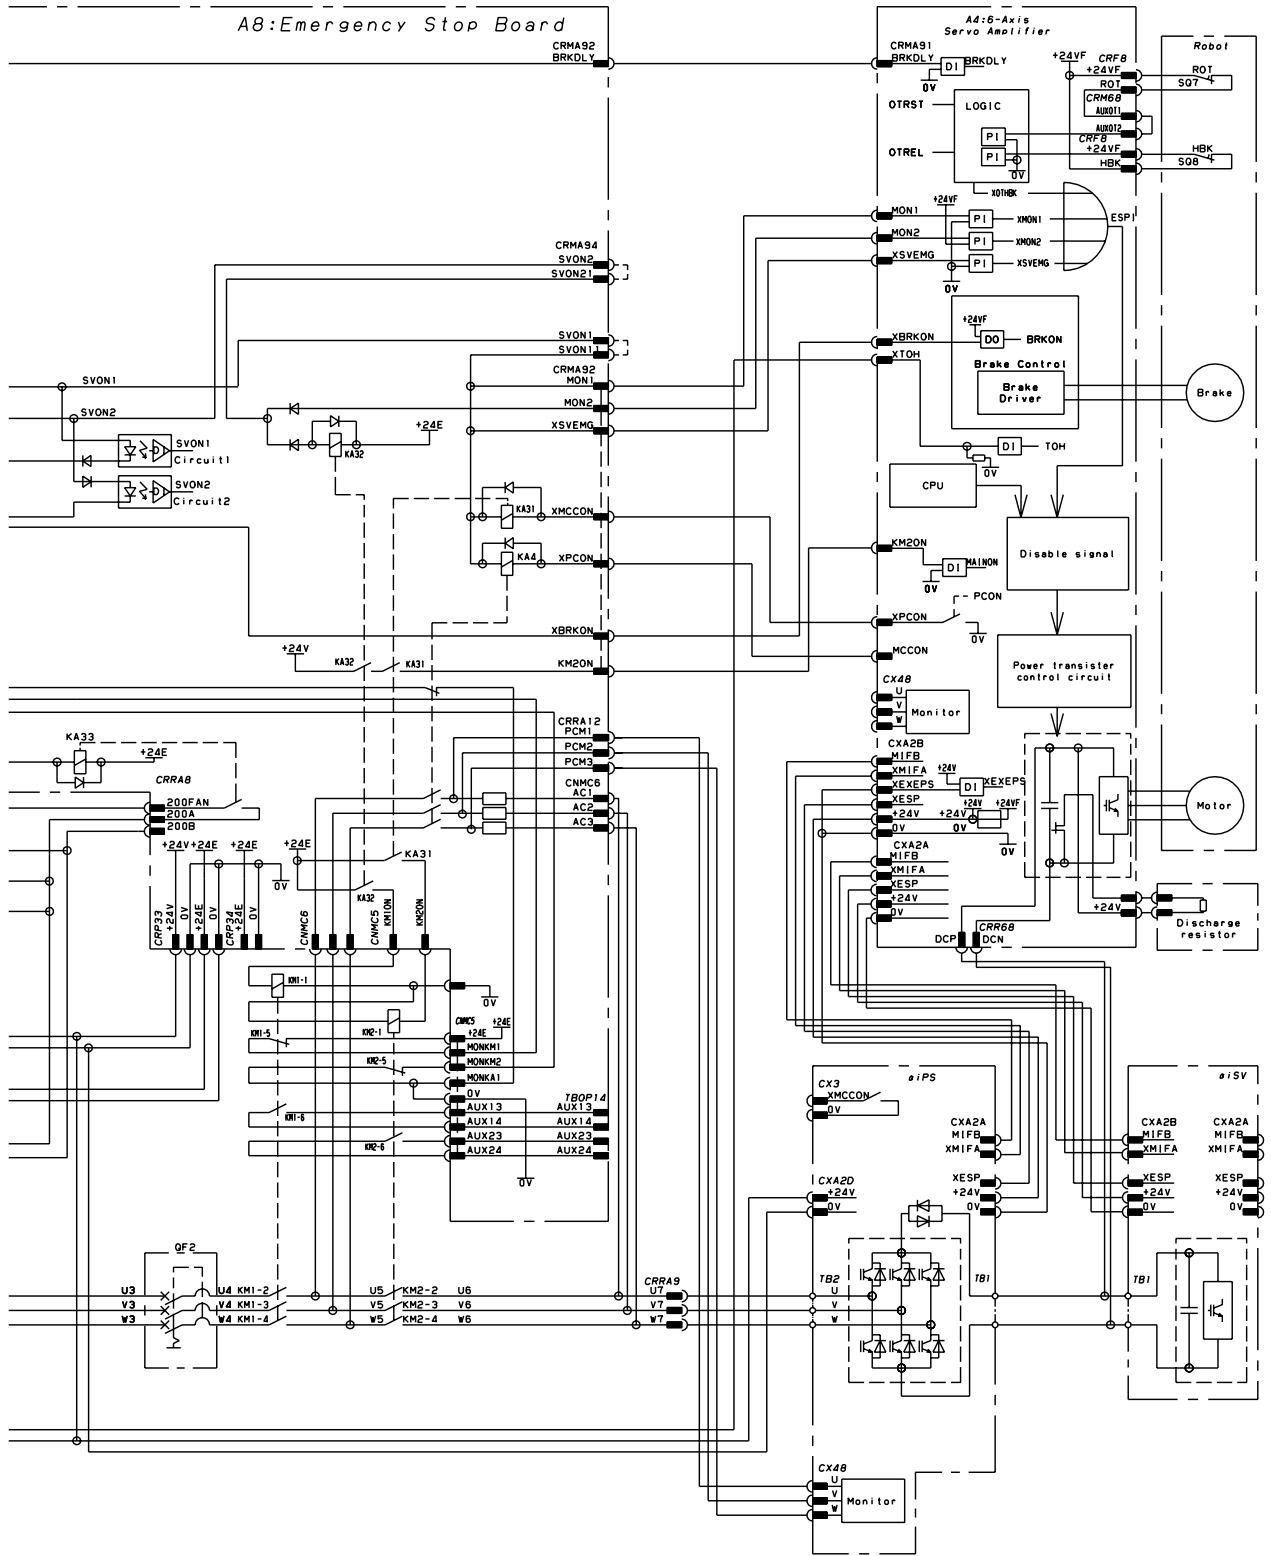 A8:Emergency Stop Board
A4:6-Axis
Servo Amplifier
Robot
CRMA92
BRKDLY
CRMA91
BRKDLY
DI
BRKDLY
0V
+24VF
CRF8
+24VF
ROT
ROT
SQ7
CRM68
AUXOT1
AUXOT2
CRF8
+24VF
HBK
HBK
SQ8
OTRST
LOGIC
PI
PI
OTREL
0V
XOTHBK
+24VF
MON1
PI
XMON1
ESPI
MON2
PI
XMON2
XSVEMG
PI
XSVEMG
0V
CRMA94
SVON2
SVON21
SVON1
SVON11
CRMA92
MON1
MON2
XSVEMG
XBRKON
XTOH
+24VF
DO
BRKON
Brake Control
Brake
Driver
Brake
SVON1
SVON2
SVON1
Circuit1
SVON2
Circuit2
KA32
+24E
DI
TOH
0V
CPU
KA31
XMCCON
KA4
XPCON
Disable signal
KM2ON
DI
MAINON
0V
PCON
XPCON
0V
MCCON
XBRKON
+24V
KA32
KA31
KM2ON
Power transister
control circuit
CX48
U
V
W
Monitor
KA33
+24E
CRRA8
200FAN
200A
200B
CRRA12
PCM1
PCM2
PCM3
CNMC6
AC1
AC2
AC3
CXA2B
MIFB
XMIFA
XEXEPS
XESP
+24V
0V
+24V
DI
XEXEPS
+24V
+24V
+24VF
0V
0V
Motor
CXA2A
MIFB
XMIFA
XESP
+24V
0V
+24V
+24E
+24E
0V
+24E
KA31
KA32
CRP33
+24V
0V
+24E
0V
CRP34
+24E
0V
CNMC6
CNMC5
KM1ON
KM2ON
+24V
Discharge
resistor
DCP
DCN
CRR68
KM1-1
0V
KM1-5
KM2-1
KM2-5
CNMC5
+24E
+24E
MONKM1
MONKM2
MONKA1
0V
KM1-6
KM2-6
TBOP14
AUX13
AUX13
AUX14
AUX14
AUX23
AUX23
AUX24
AUX24
0V
αiPS
αiSV
CX3
XMCCON
0V
CXA2A
MIFB
XMIFA
XESP
+24V
0V
CXA2B
MIFB
XMIFA
XESP
+24V
0V
CXA2A
MIFB
XMIFA
XESP
+24V
0V
CXA2D
+24V
0V
QF2
U3
U4
KM1-2
U5
KM2-2
U6
V3
V4
KM1-3
V5
KM2-3
V6
W3
W4
KM1-4
W5
KM2-4
W6
CRRA9
U7
V7
W7
TB2
U
V
W
TB1
TB1
CX48
U
V
W
Monitor